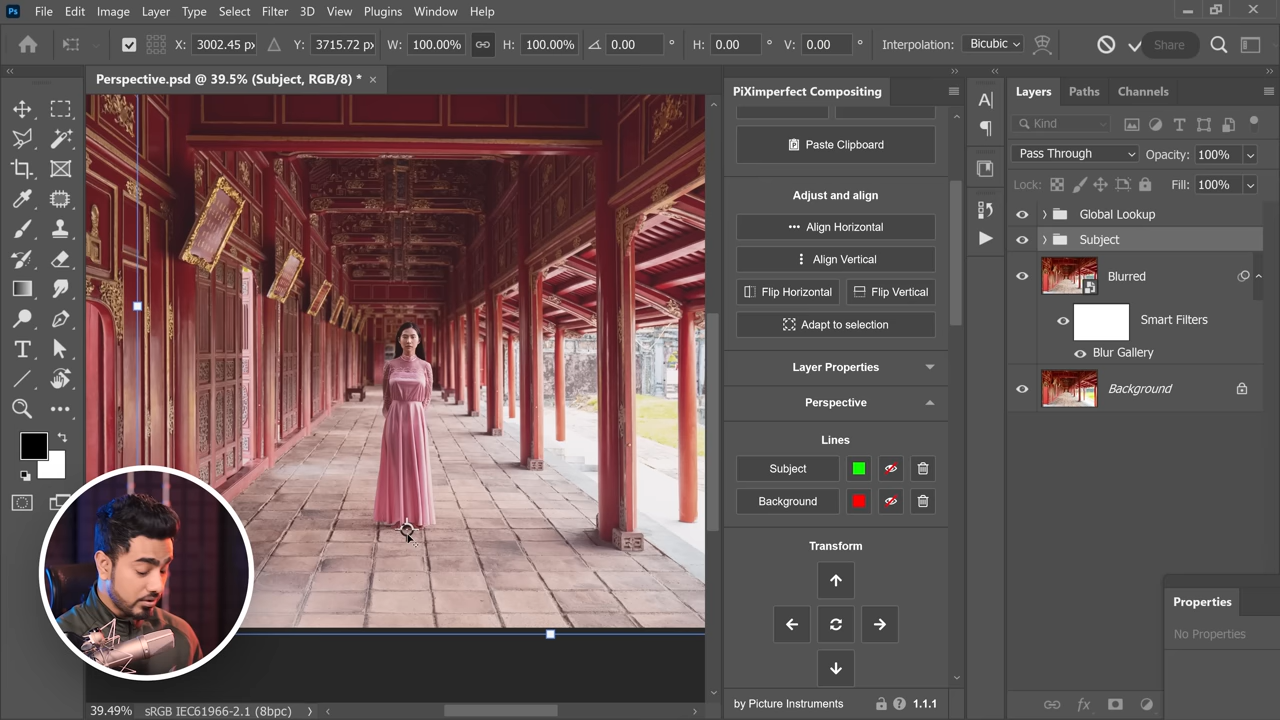 Ps File Edit Image Layer Type Select Filter 3D View Plugins Window Help
X: 3002.45 px Y: 3715.72 px W: 100.00% H: 100.00% 0.00 ° H: 0.00 ° V: 0.00 ° Interpolation: Bicubic Share
Perspective.psd @ 39.5% (Subject, RGB/8) * ×
PiXimperfect Compositing
Paste Clipboard
Adjust and align
Align Horizontal
Align Vertical
Flip Horizontal Flip Vertical
Adapt to selection
Layer Properties
Perspective
Lines
Subject
Background
Transform
by Picture Instruments 1.1.1
Layers Paths Channels
Kind
Pass Through Opacity: 100%
Lock: Fill: 100%
Global Lookup
Subject
Blurred
Smart Filters
Blur Gallery
Background
Properties
No Properties
39.49% sRGB IEC61966-2.1 (8bpc)